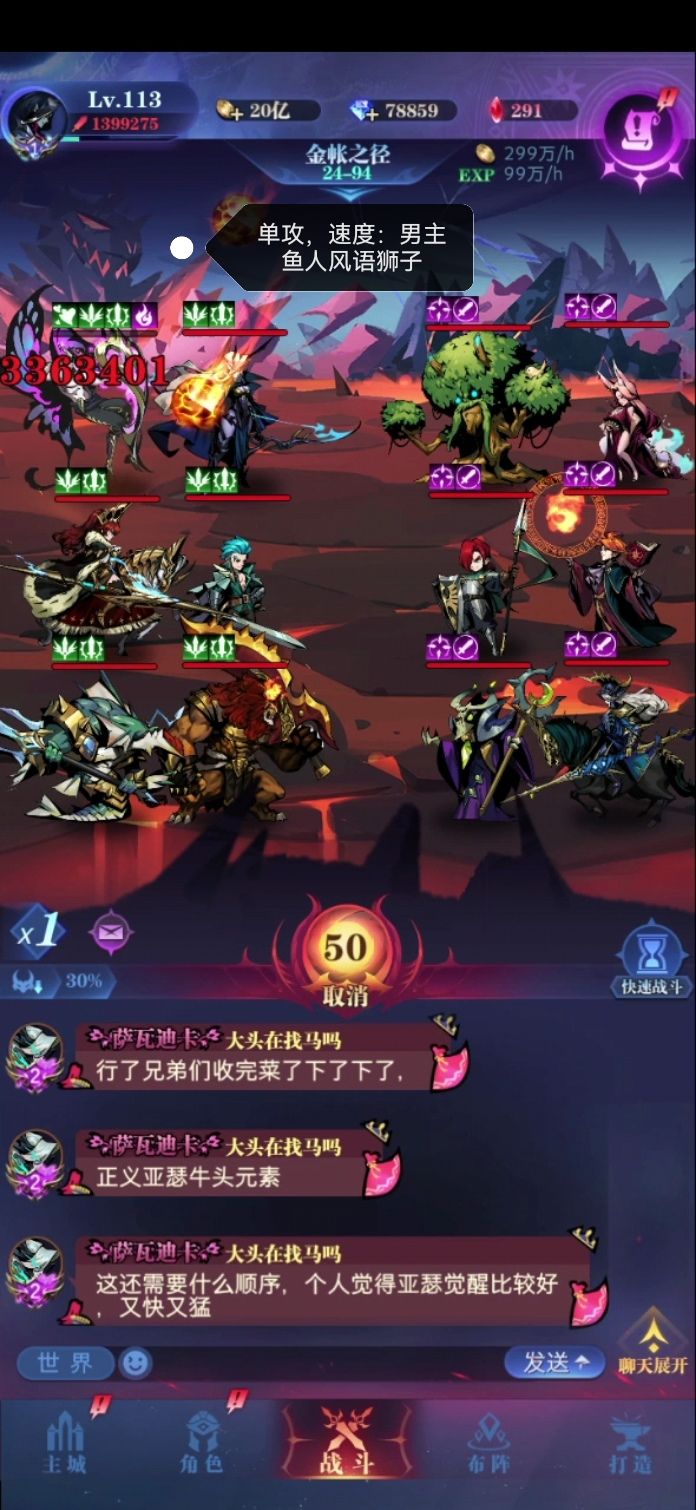 Lv.113
1399275
1
20亿
78859
291
金帐之径
24-94
299万/h
EXP 99万/h
单攻，速度：男主
鱼人风语狮子
3363401
x1
30%
50
取消
快速战斗
萨瓦迪卡 大头在找马吗
行了兄弟们收完菜了下了下了，
2
萨瓦迪卡 大头在找马吗
正义亚瑟牛头元素
2
萨瓦迪卡 大头在找马吗
这还需要什么顺序，个人觉得亚瑟觉醒比较好
，又快又猛
2
世界
发送
聊天展开
主城
角色
战斗
布阵
打造